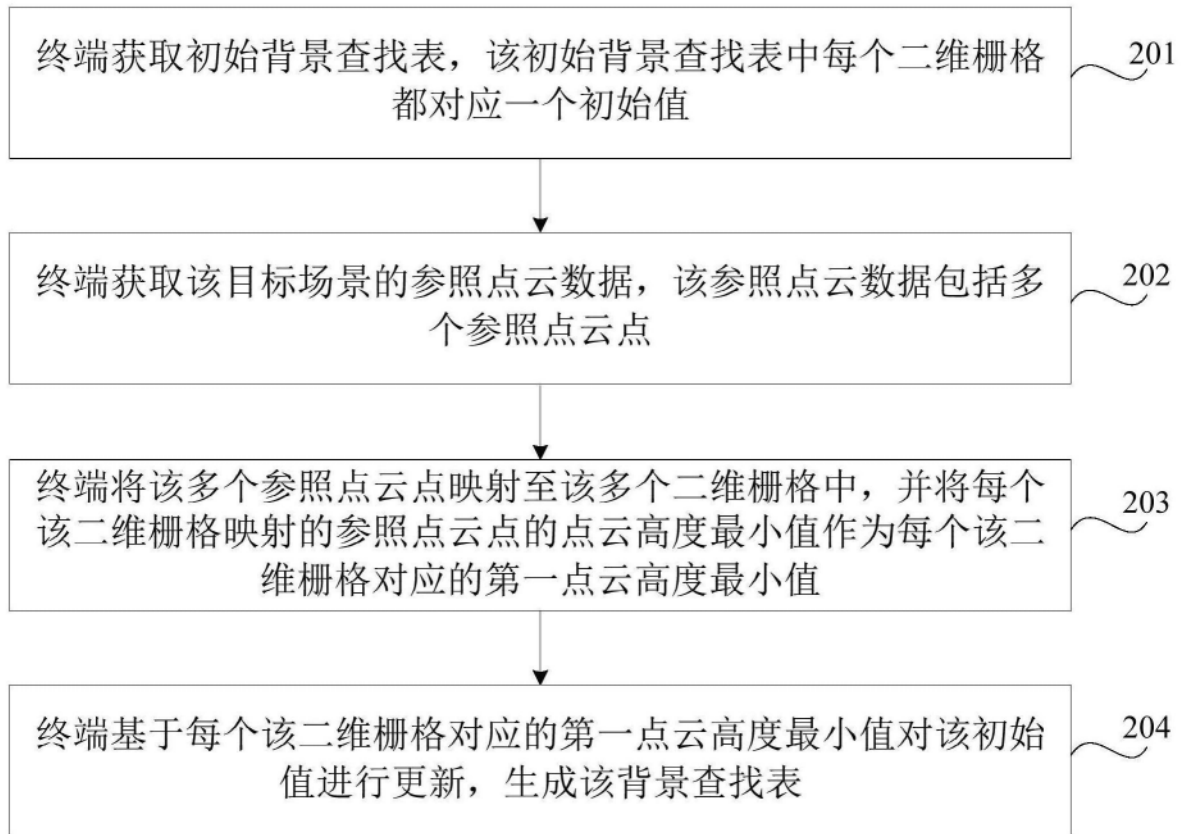 终端获取初始背景查找表，该初始背景查找表中每个二维栅格
都对应一个初始值
201
终端获取该目标场景的参照点云数据，该参照点云数据包括多
个参照点云点
202
终端将该多个参照点云点映射至该多个二维栅格中，并将每个
该二维栅格映射的参照点云点的点云高度最小值作为每个该二
维栅格对应的第一点云高度最小值
203
终端基于每个该二维栅格对应的第一点云高度最小值对该初始
值进行更新，生成该背景查找表
204